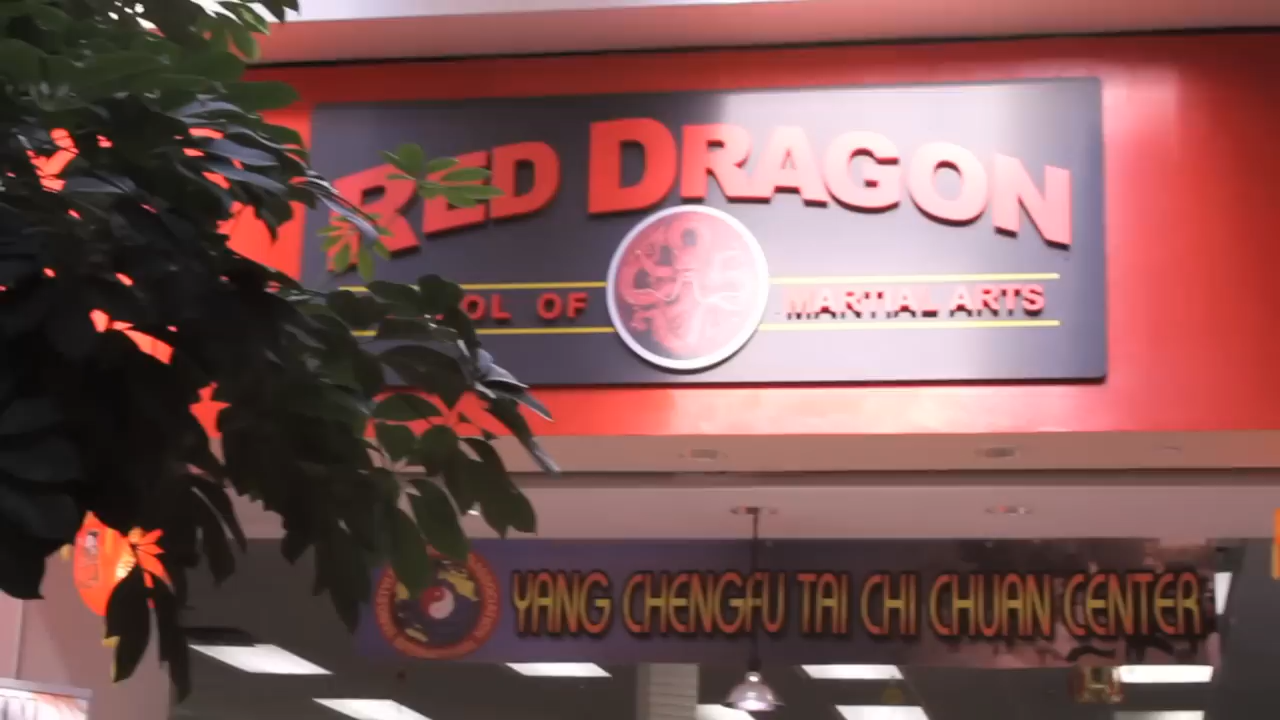 RED DRAGON
OL OF MARTIAL ARTS
YANG CHENGFU TAI CHI CHUAN CENTER